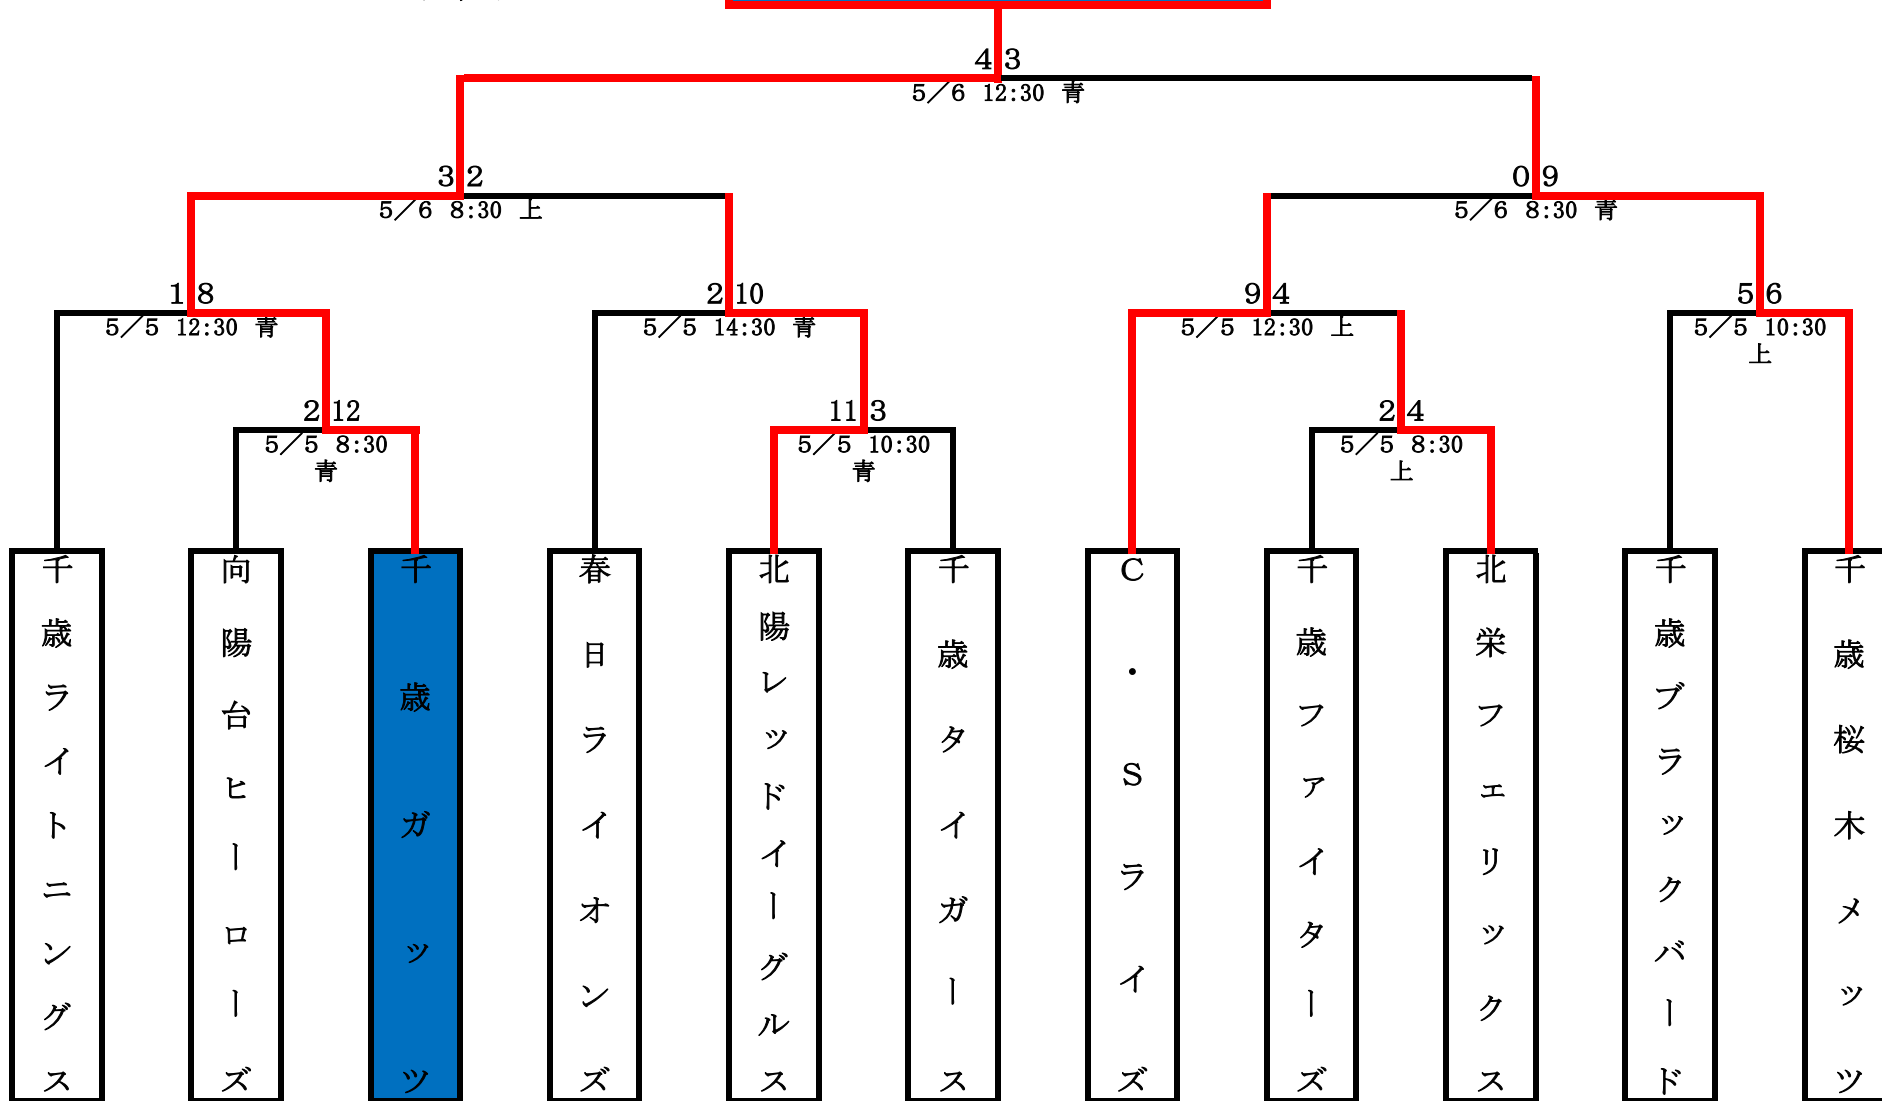 4 3
5／6 12:30 青
3 2
5／6 8:30 上
0 9
5／6 8:30 青
1 8
5／5 12:30 青
2 10
5／5 14:30 青
9 4
5／5 12:30 上
5 6
5／5 10:30
上
2 12
5／5 8:30
青
11 3
5／5 10:30
青
2 4
5／5 8:30
上
千歳ライトニングス
向陽台ヒーローズ
千歳ガッツ
春日ライオンズ
北陽レッドイーグルス
千歳タイガース
C・Sライズ
千歳ファイターズ
北栄フェリックス
千歳ブラックバード
千歳桜木メッツ